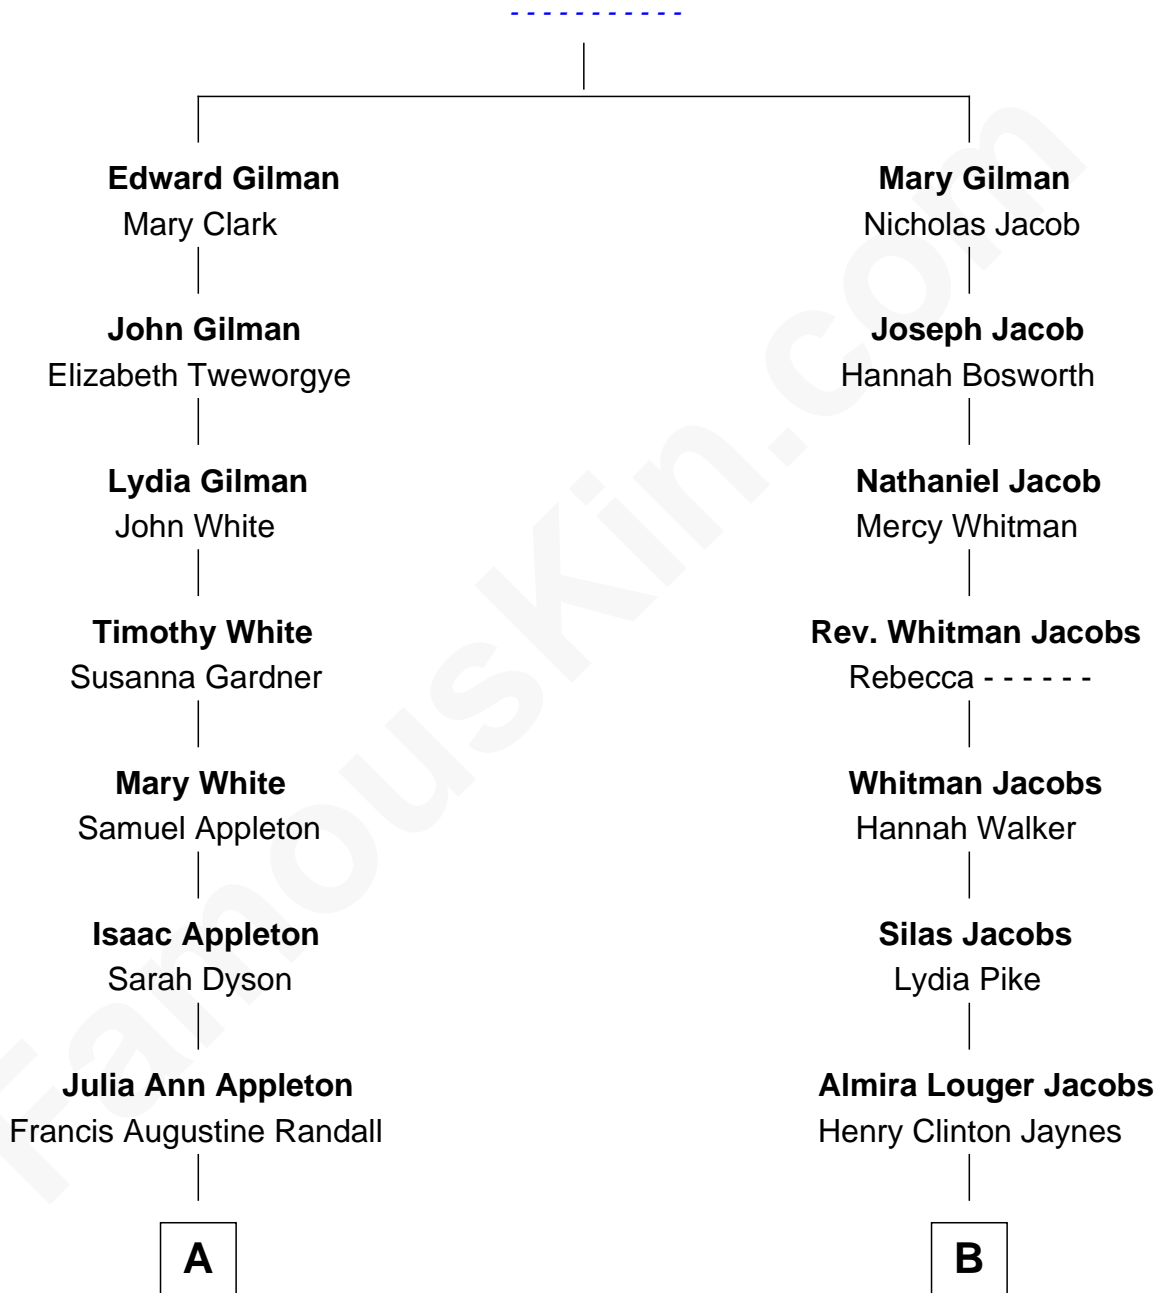 - - - - - - - - - - -
Edward Gilman
Mary Clark
John Gilman
Elizabeth Tweworgye
Lydia Gilman
John White
Timothy White
Susanna Gardner
Mary White
Samuel Appleton
Isaac Appleton
Sarah Dyson
Julia Ann Appleton
Francis Augustine Randall
A
Mary Gilman
Nicholas Jacob
Joseph Jacob
Hannah Bosworth
Nathaniel Jacob
Mercy Whitman
Rev. Whitman Jacobs
Rebecca - - - - - -
Whitman Jacobs
Hannah Walker
Silas Jacobs
Lydia Pike
Almira Louger Jacobs
Henry Clinton Jaynes
B
FamousKin.com